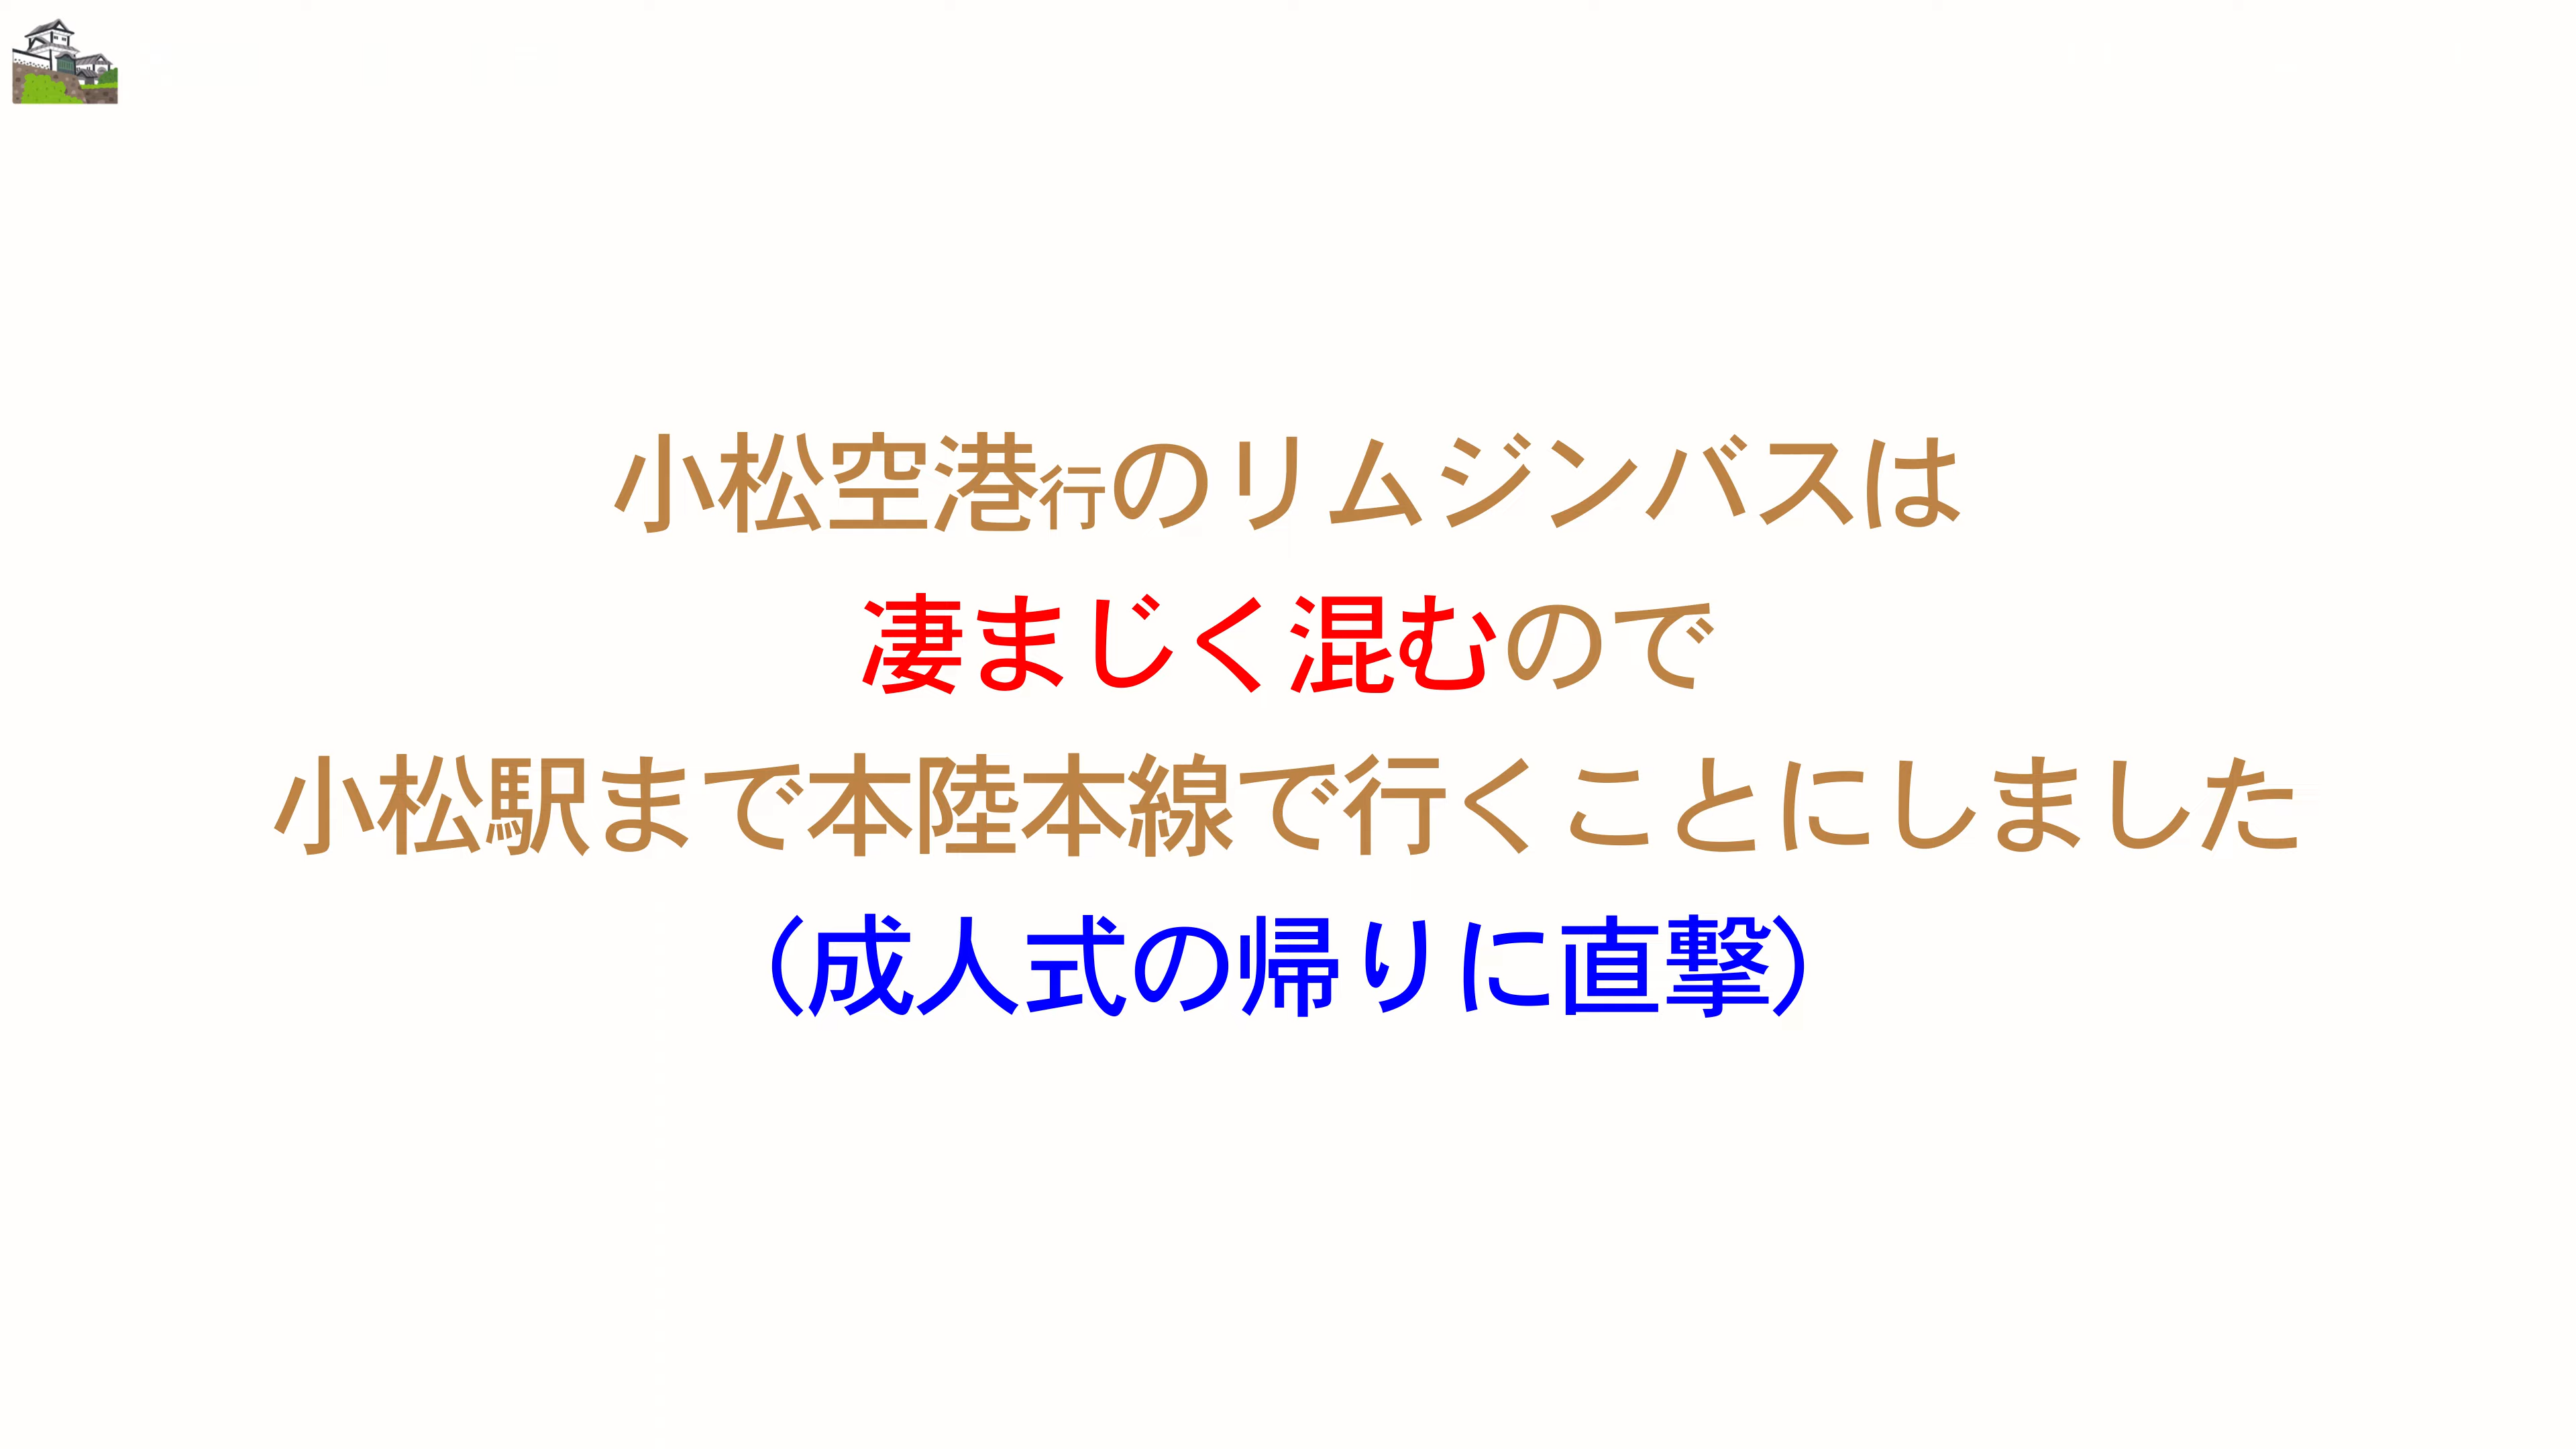 小松空港行のリムジンバスは
凄まじく混むので
小松駅まで本陸本線で行くことにしました
（成人式の帰りに直撃）